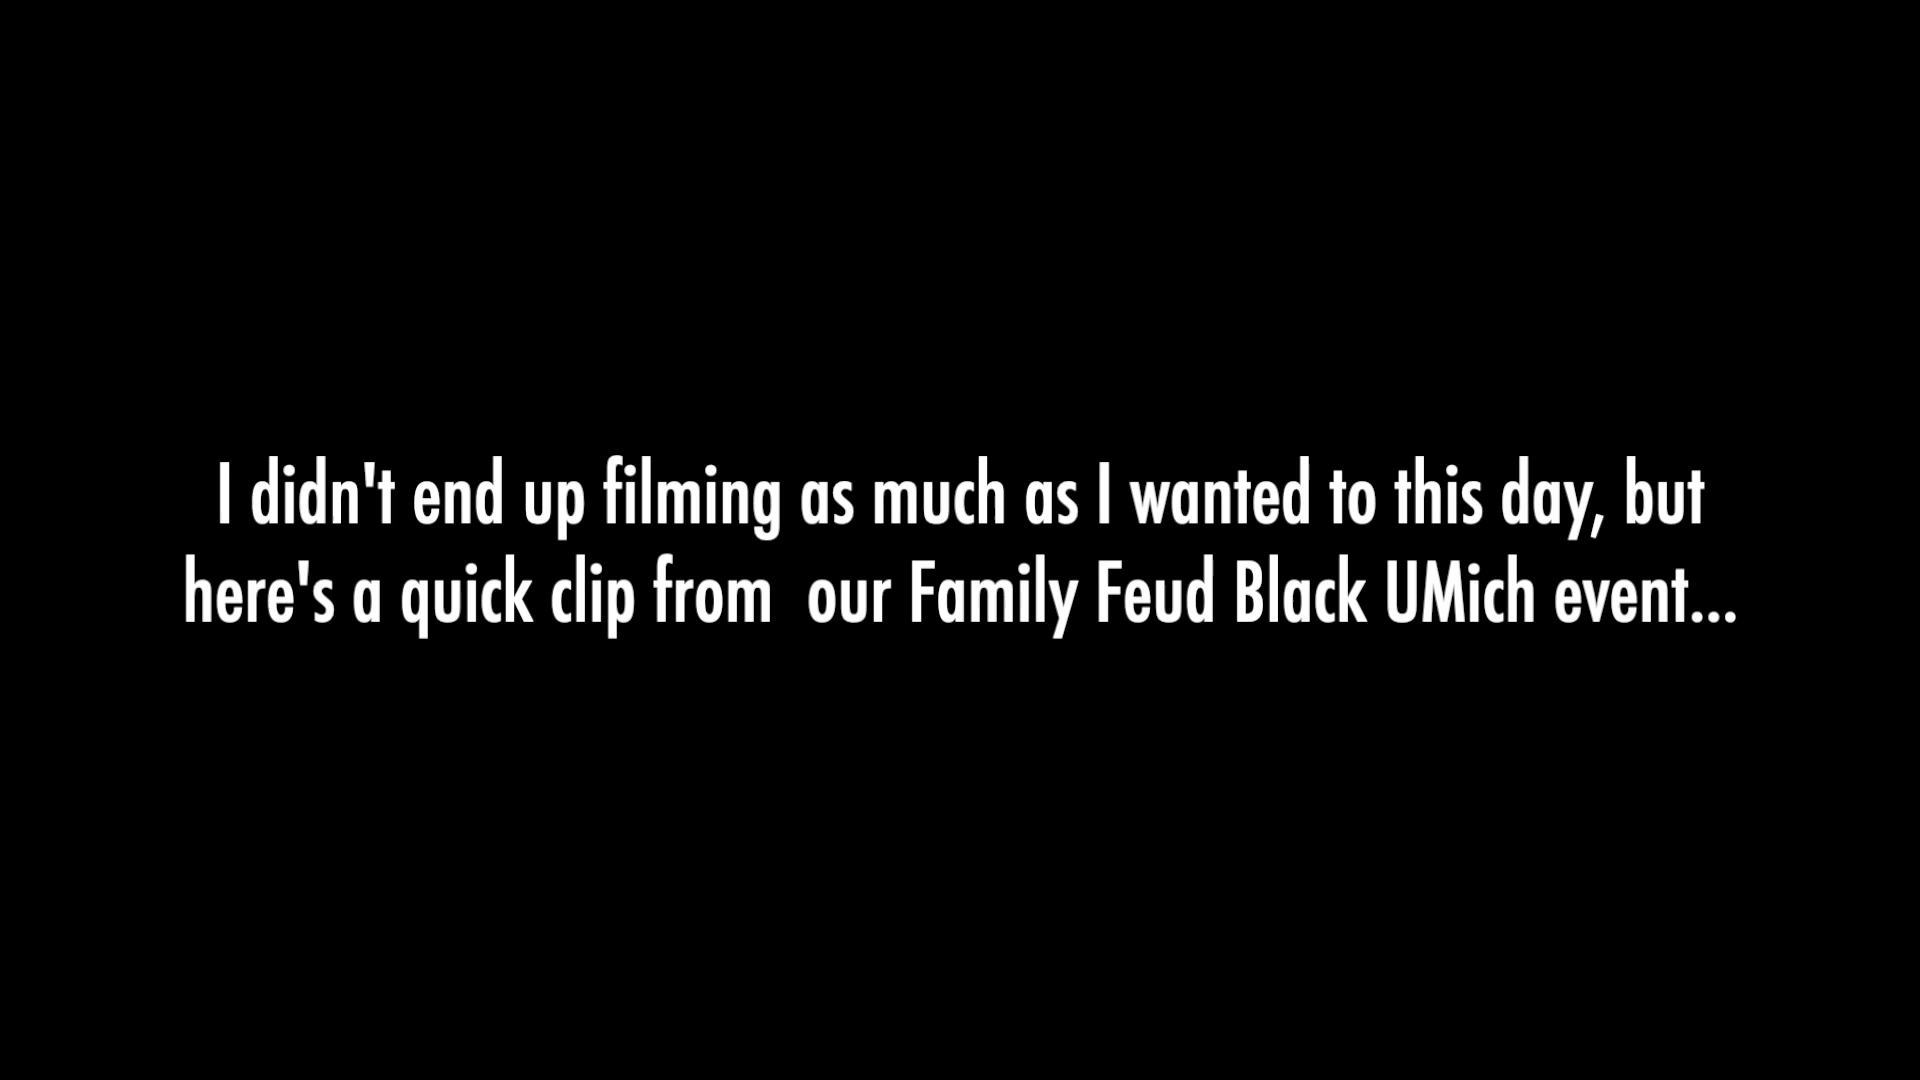 I didn't end up filming as much as I wanted to this day, but
here's a quick clip from  our Family Feud Black UMich event...